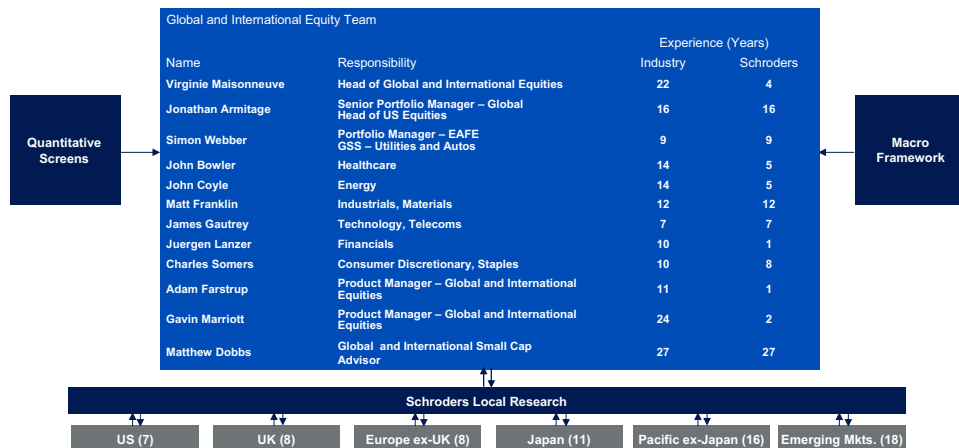 Global and International Equity Team
Experience (Years)
Name Responsibility Industry Schroders
Virginie Maisonneuve Head of Global and International Equities 22 4
Jonathan Armitage Senior Portfolio Manager – Global
Head of US Equities 16 16
Simon Webber Portfolio Manager – EAFE
GSS – Utilities and Autos 9 9
John Bowler Healthcare 14 5
John Coyle Energy 14 5
Matt Franklin Industrials, Materials 12 12
James Gautrey Technology, Telecoms 7 7
Juergen Lanzer Financials 10 1
Charles Somers Consumer Discretionary, Staples 10 8
Adam Farstrup Product Manager – Global and International
Equities 11 1
Gavin Marriott Product Manager – Global and International
Equities 24 2
Matthew Dobbs Global and International Small Cap
Advisor 27 27
Quantitative
Screens
Macro
Framework
Schroders Local Research
US (7) UK (8) Europe ex-UK (8) Japan (11) Pacific ex-Japan (16) Emerging Mkts. (18)